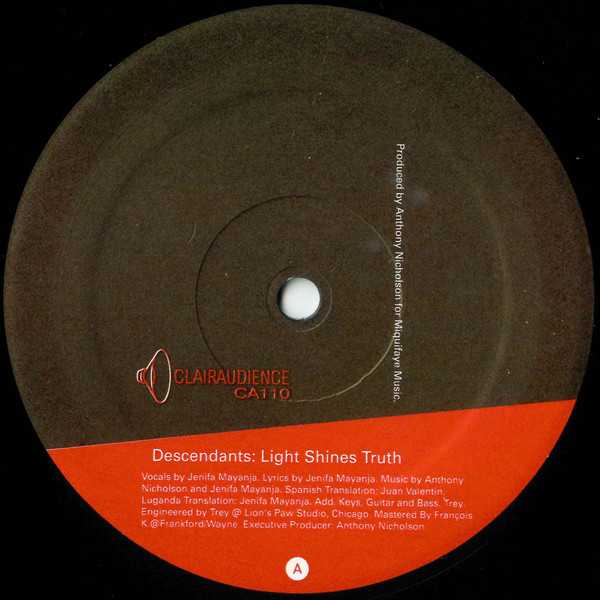 Produced by Anthony Nicholson for Miquifaye Music.
CLAIRAUDIENCE
CA110
Descendants: Light Shines Truth
Vocals by Jenifa Mayanja. Lyrics by Jenifa Mayanja. Music by Anthony
Nicholson and Jenifa Mayanja. Spanish Translation: Juan Valentin.
Luganda Translation: Jenifa Mayanja. Add. Keys, Guitar and Bass. Trey.
Engineered by Trey @ Lion's Paw Studio, Chicago. Mastered By François
K.@Frankford/Wayne. Executive Producer: Anthony Nicholson.
A